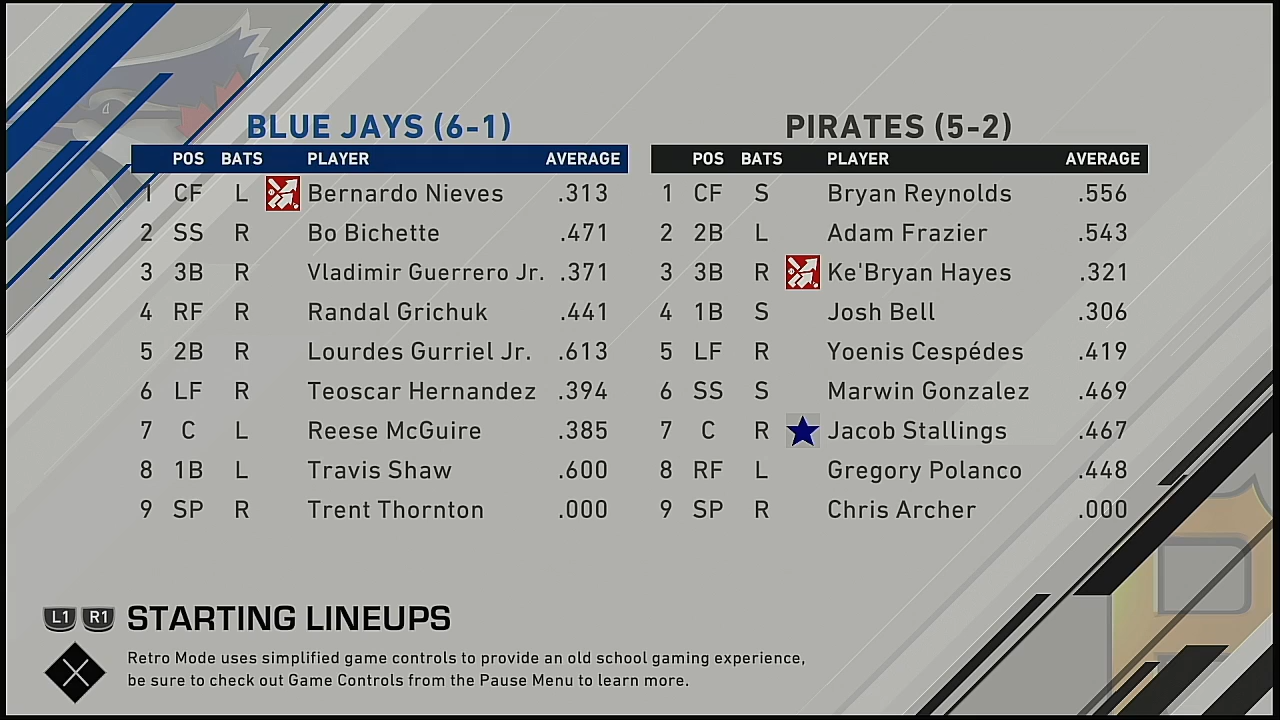 BLUE JAYS (6-1)
POS BATS PLAYER AVERAGE
1 CF L Bernardo Nieves .313
2 SS R Bo Bichette .471
3 3B R Vladimir Guerrero Jr. .371
4 RF R Randal Grichuk .441
5 2B R Lourdes Gurriel Jr. .613
6 LF R Teoscar Hernandez .394
7 C L Reese McGuire .385
8 1B L Travis Shaw .600
9 SP R Trent Thornton .000
PIRATES (5-2)
POS BATS PLAYER AVERAGE
1 CF S Bryan Reynolds .556
2 2B L Adam Frazier .543
3 3B R Ke'Bryan Hayes .321
4 1B S Josh Bell .306
5 LF R Yoenis Cespédes .419
6 SS S Marwin Gonzalez .469
7 C R Jacob Stallings .467
8 RF L Gregory Polanco .448
9 SP R Chris Archer .000
L1 R1 STARTING LINEUPS
Retro Mode uses simplified game controls to provide an old school gaming experience,
be sure to check out Game Controls from the Pause Menu to learn more.